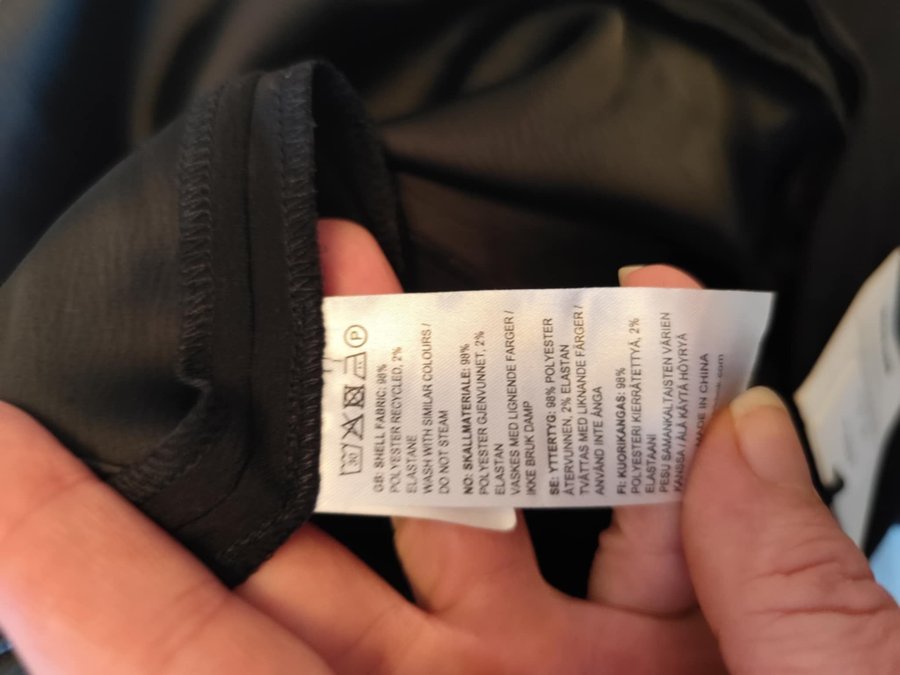 30
P
GB: SHELL FABRIC: 98%
POLYESTER RECYCLED, 2%
ELASTANE
WASH WITH SIMILAR COLOURS /
DO NOT STEAM
NO: SKALLMATERIALE: 98%
POLYESTER GJENVUNNET, 2%
ELASTAN
VASKES MED LIGNENDE FARGER /
IKKE BRUK DAMP
SE: YTTERTYG: 98% POLYESTER
ÅTERVUNNEN, 2% ELASTAN
TVÄTTAS MED LIKNANDE FÄRGER /
ANVÄND INTE ÅNGA
FI: KUORIKANGAS: 98%
POLYESTERI KIERRÄTETTYÄ, 2%
ELASTAANI
PESU SAMANKALTAISTEN VÄRIEN
KANSSA / ÄLÄ KÄYTÄ HÖYRYÄ
MADE IN CHINA